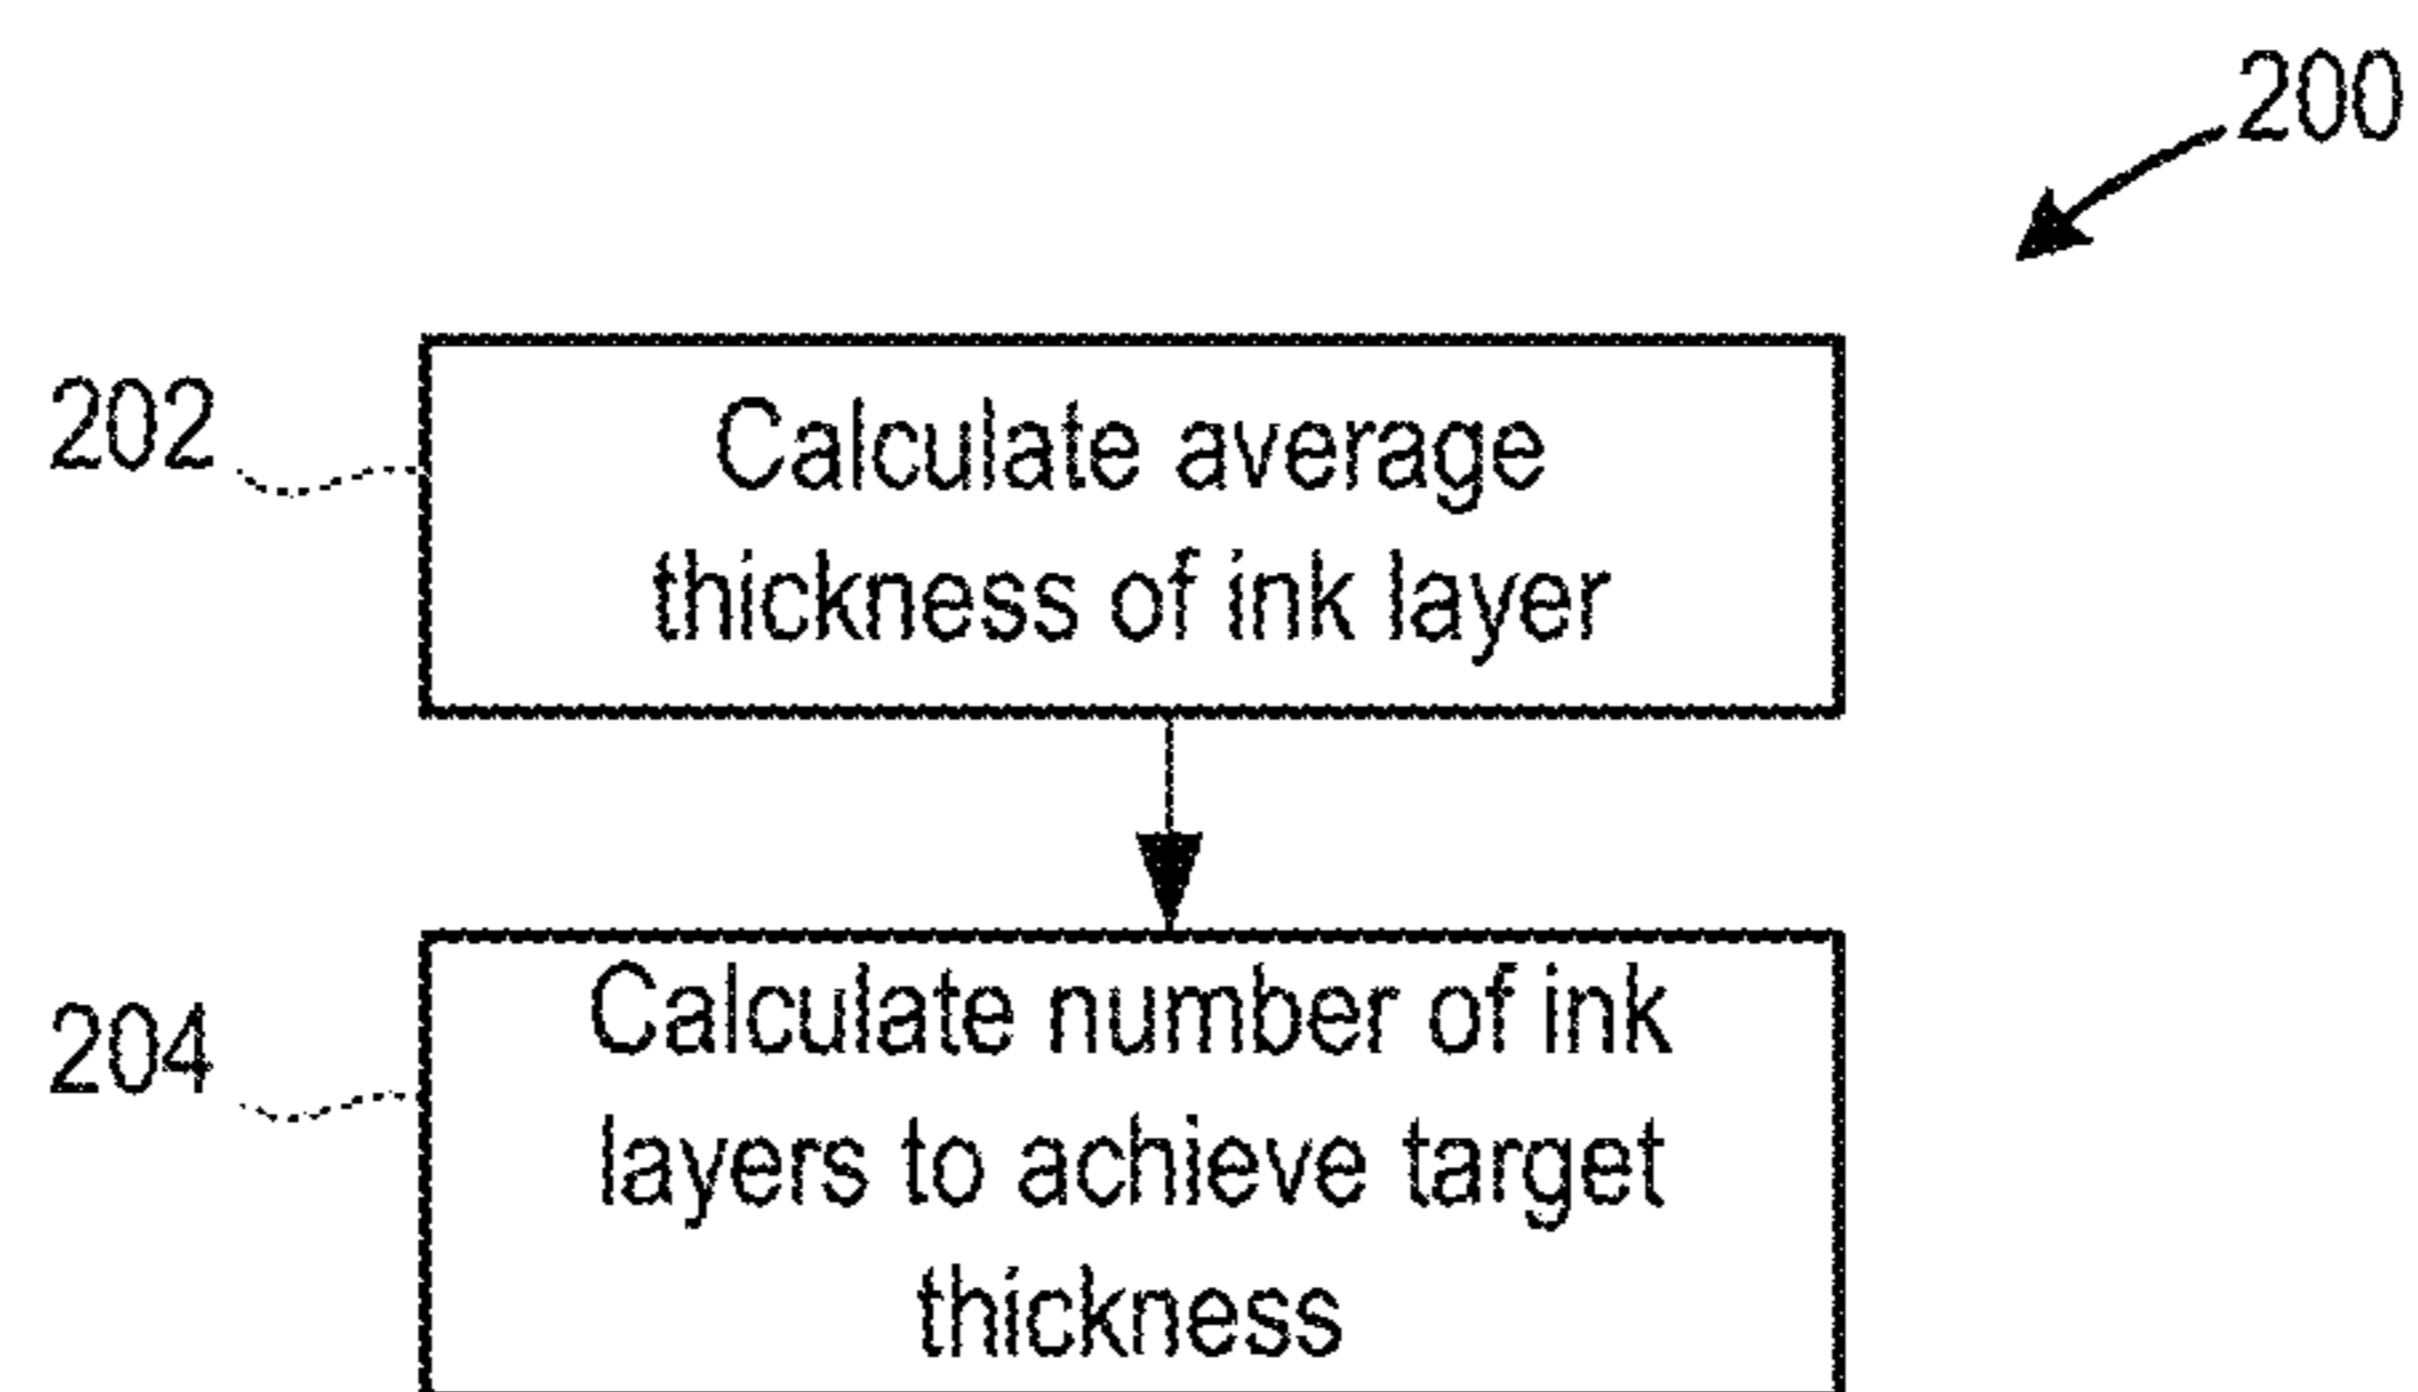 200
202
Calculate average
thickness of ink layer
204
Calculate number of ink
layers to achieve target
thickness